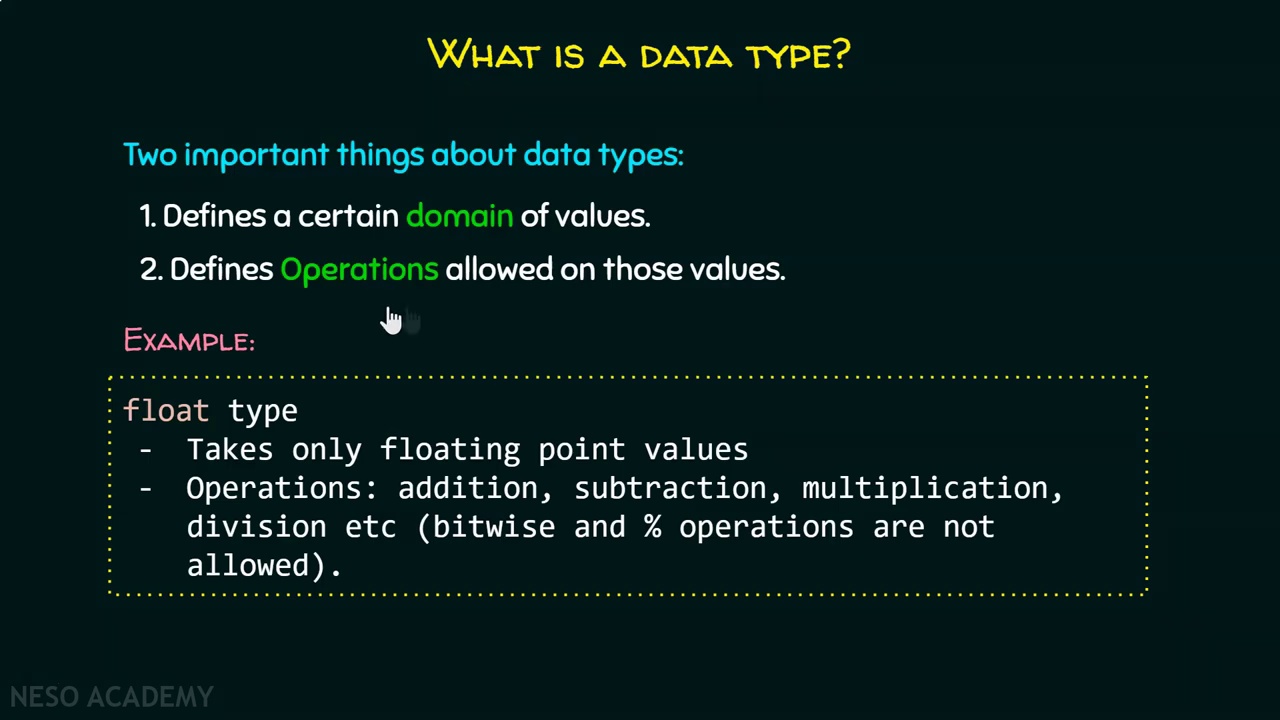 WHAT IS A DATA TYPE?
Two important things about data types:
1. Defines a certain domain of values.
2. Defines Operations allowed on those values.
EXAMPLE:
float type
- Takes only floating point values
- Operations: addition, subtraction, multiplication,
division etc (bitwise and % operations are not
allowed).
NESO ACADEMY